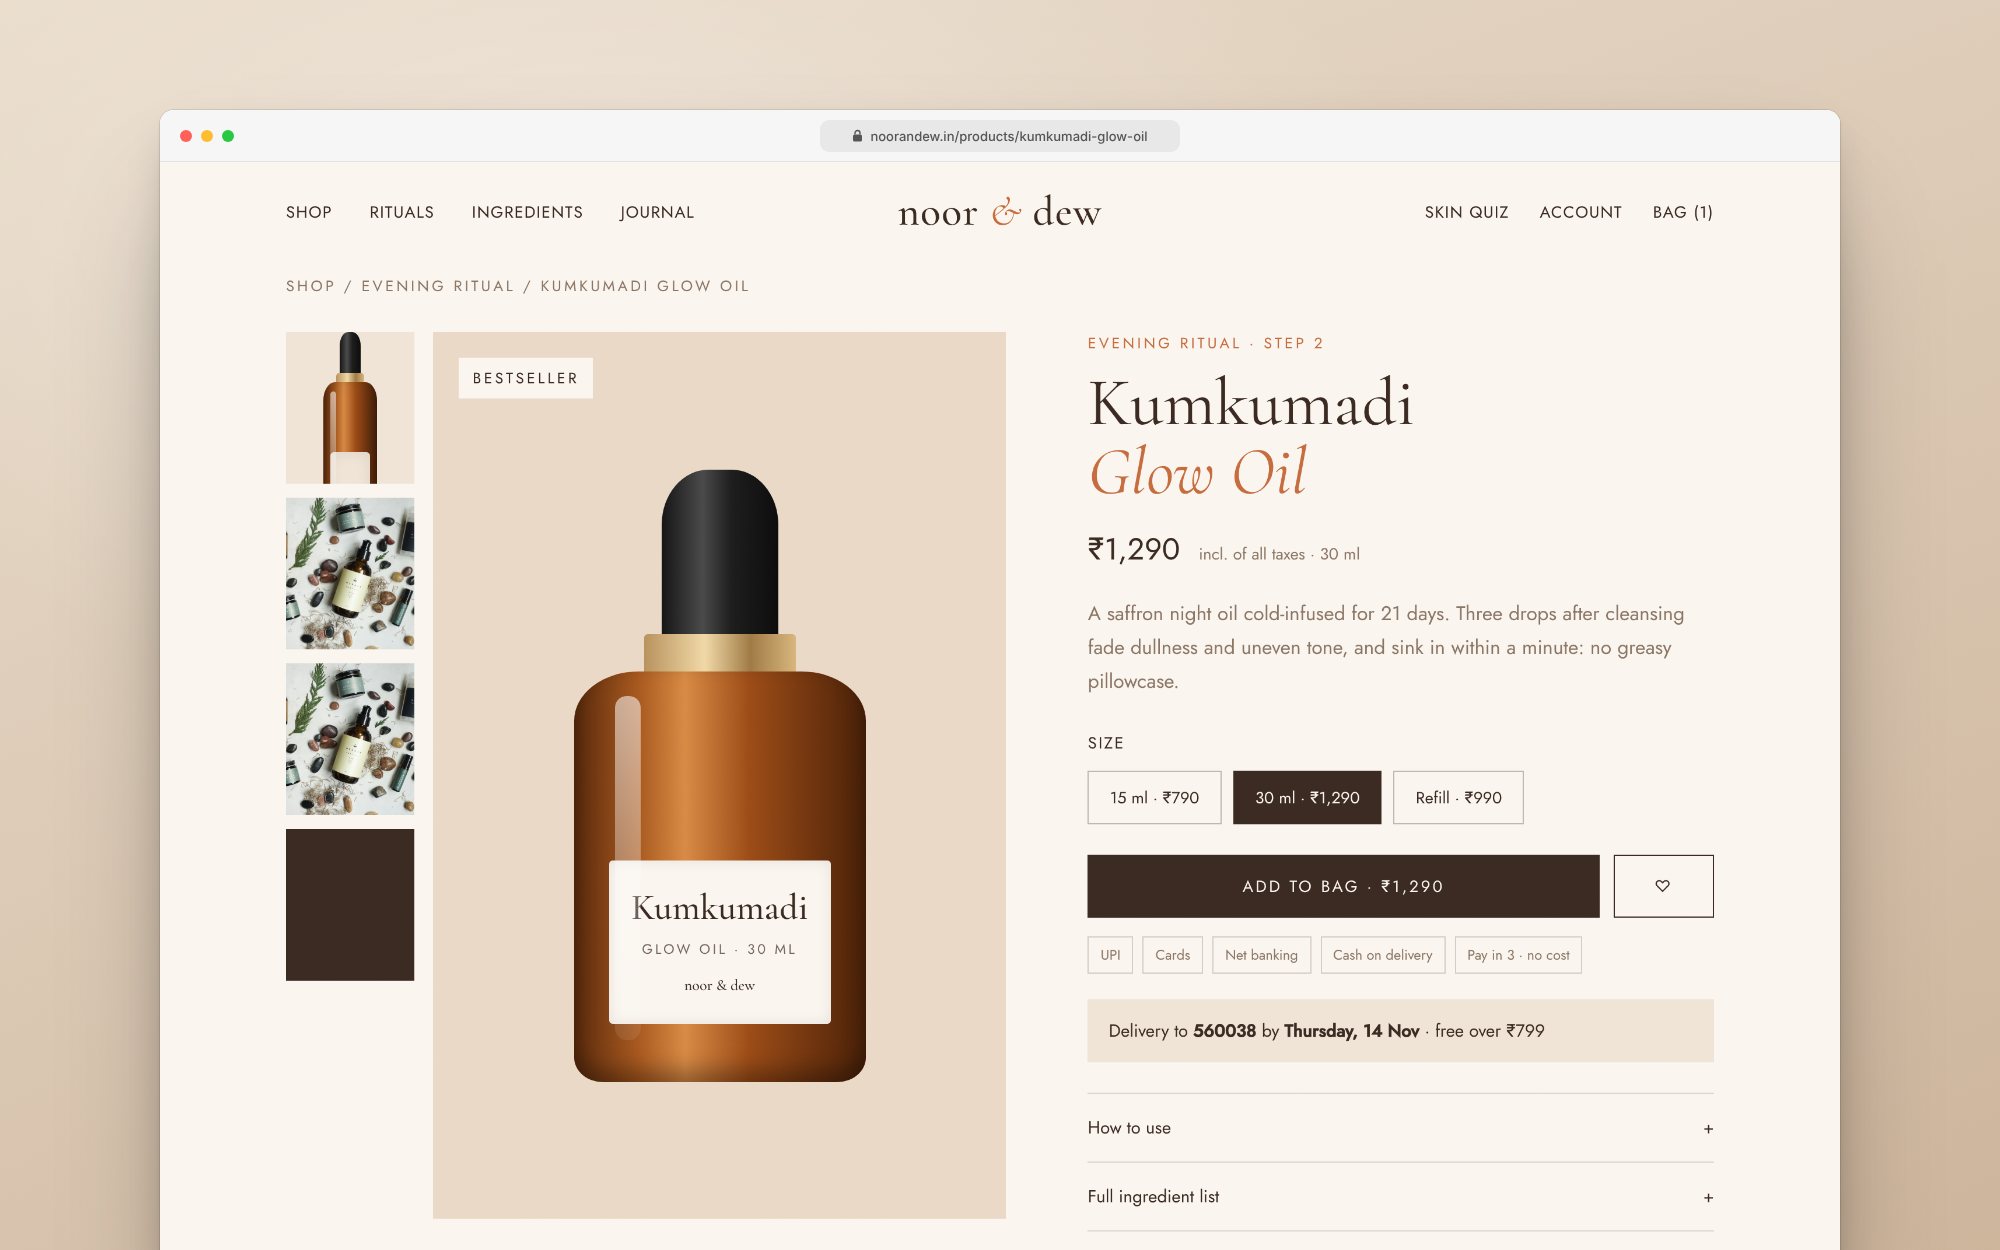 noorandew.in/products/kumkumadi-glow-oil
SHOP RITUALS INGREDIENTS JOURNAL
noor & dew
SKIN QUIZ ACCOUNT BAG (1)
SHOP / EVENING RITUAL / KUMKUMADI GLOW OIL
BESTSELLER
Kumkumadi
GLOW OIL · 30 ML
noor & dew
EVENING RITUAL · STEP 2
Kumkumadi
Glow Oil
₹1,290 incl. of all taxes · 30 ml
A saffron night oil cold-infused for 21 days. Three drops after cleansing
fade dullness and uneven tone, and sink in within a minute: no greasy
pillowcase.
SIZE
15 ml · ₹790
30 ml · ₹1,290
Refill · ₹990
ADD TO BAG · ₹1,290
♡
UPI
Cards
Net banking
Cash on delivery
Pay in 3 · no cost
Delivery to 560038 by Thursday, 14 Nov · free over ₹799
How to use +
Full ingredient list +